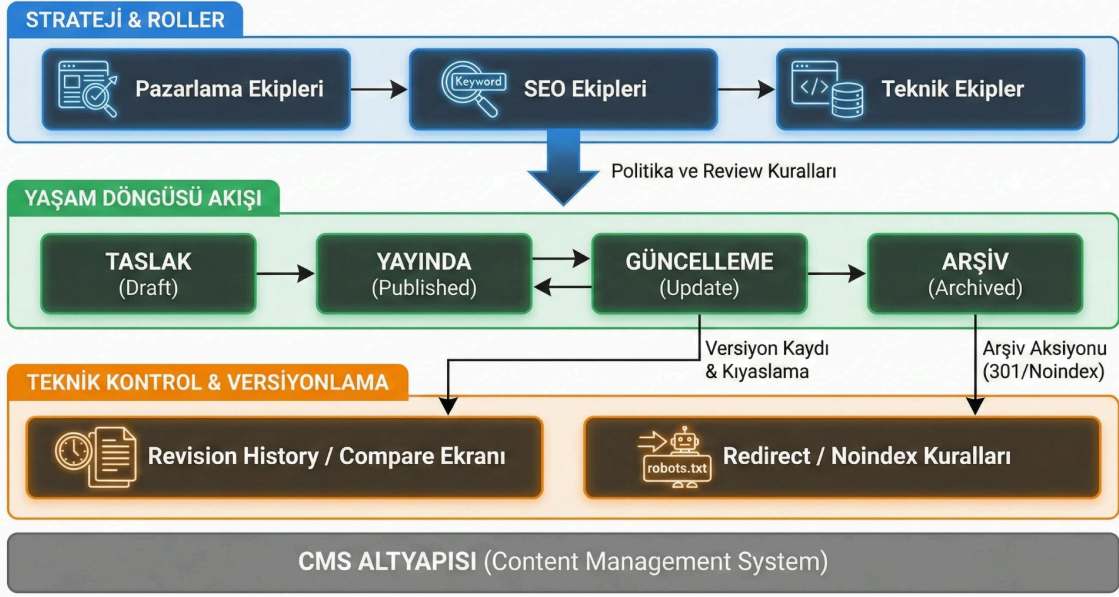 STRATEJİ & ROLLER
Pazarlama Ekipleri
Keyword
SEO Ekipleri
</>
Teknik Ekipler
Politika ve Review Kuralları
YAŞAM DÖNGÜSÜ AKIŞI
TASLAK
(Draft)
YAYINDA
(Published)
GÜNCELLEME
(Update)
ARŞİV
(Archived)
Versiyon Kaydı
& Kıyaslama
Arşiv Aksiyonu
(301/Noindex)
TEKNİK KONTROL & VERSİYONLAMA
Revision History / Compare Ekranı
robots.txt
Redirect / Noindex Kuralları
CMS ALTYAPISI (Content Management System)